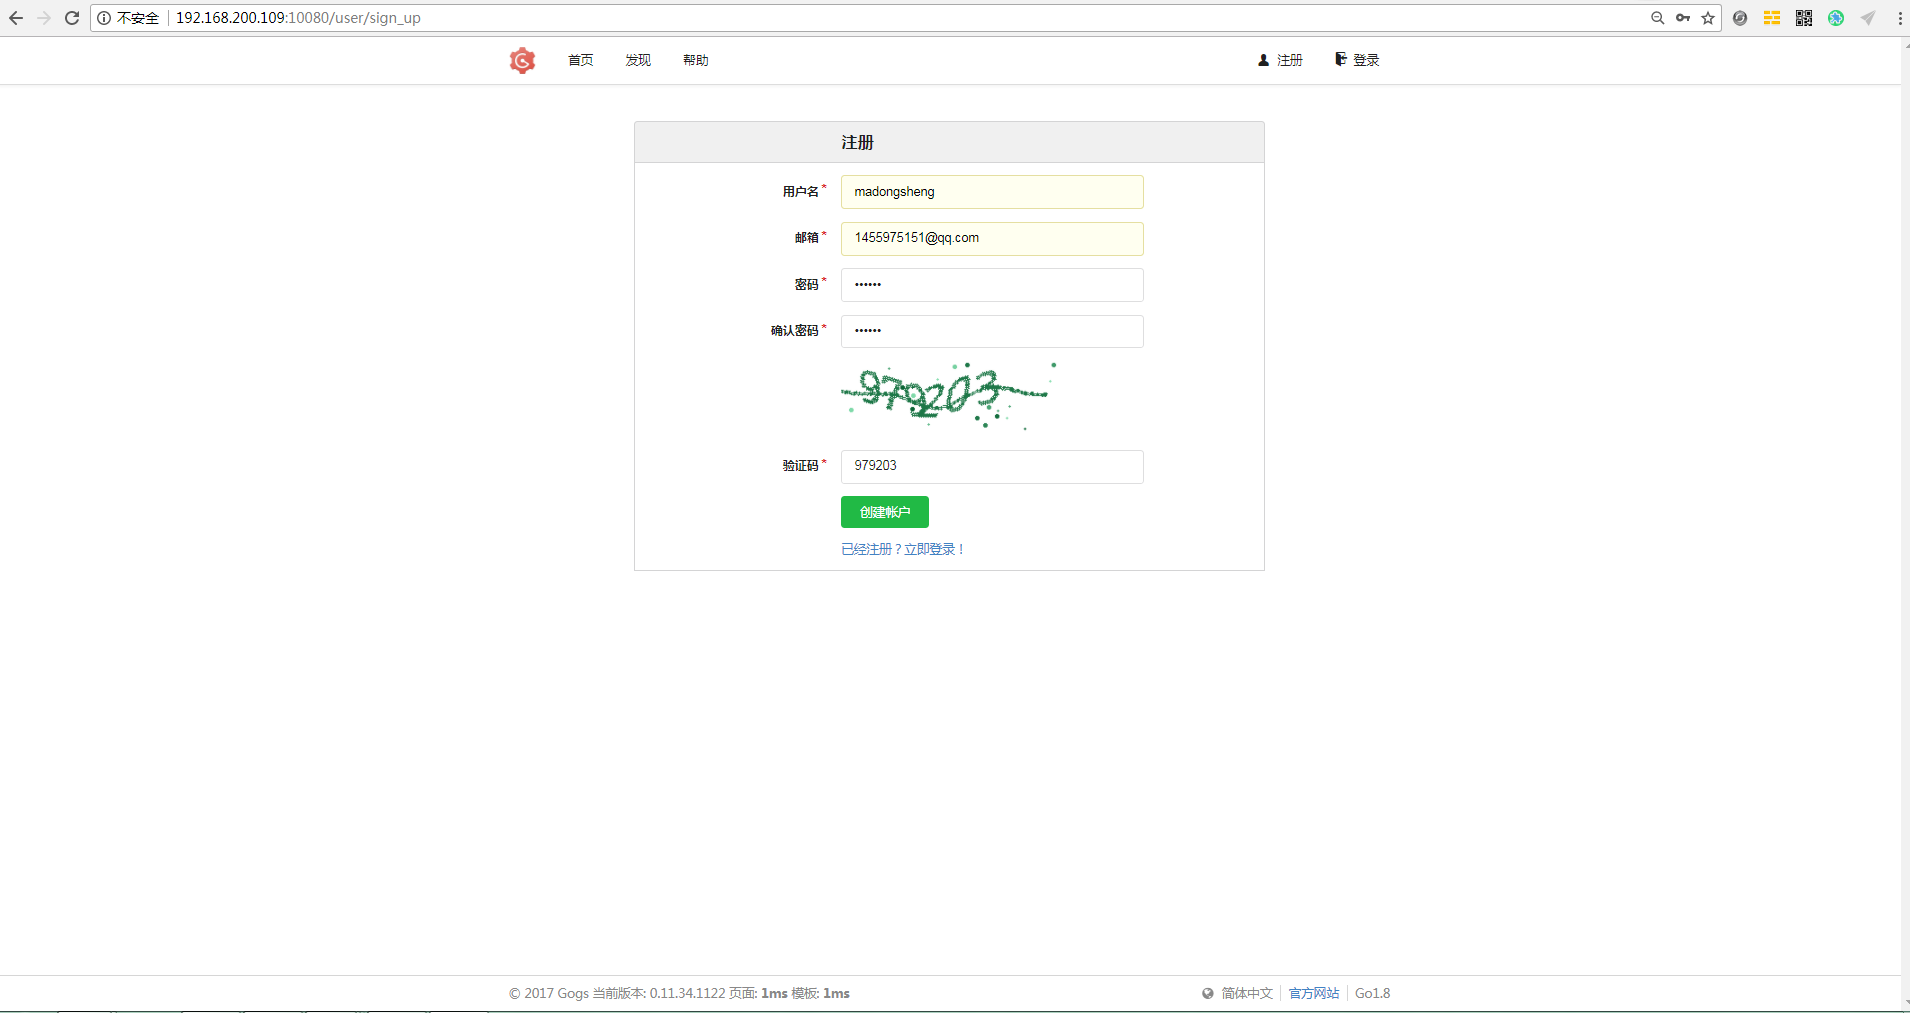 不安全 192.168.200.109:10080/user/sign_up
首页 发现 帮助 注册 登录
注册
用户名* madongsheng
邮箱* 1455975151@qq.com
密码* ••••••
确认密码* ••••••
979203
验证码* 979203
创建帐户
已经注册？立即登录！
© 2017 Gogs 当前版本: 0.11.34.1122 页面: 1ms 模板: 1ms 简体中文 官方网站 Go1.8